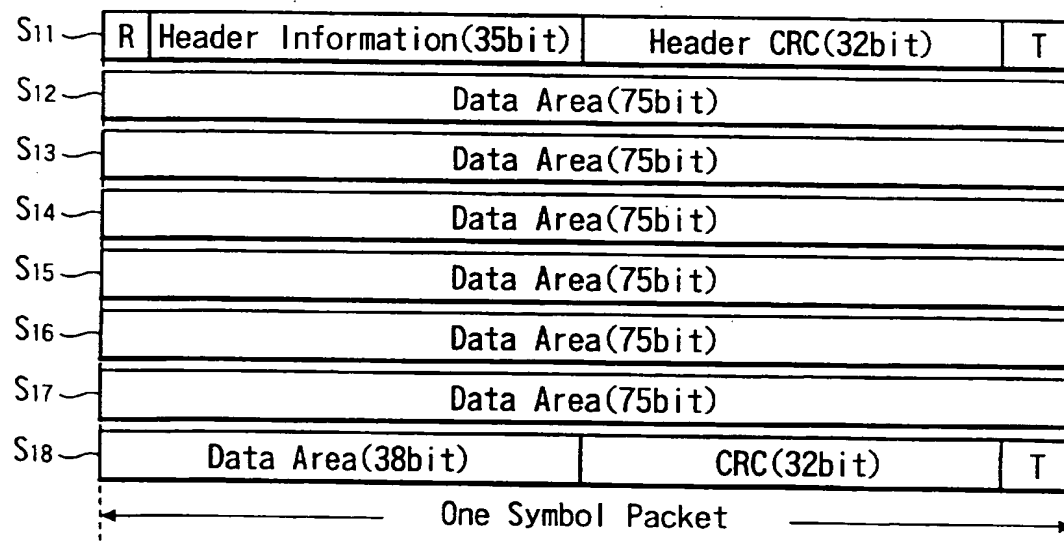 S11 R Header Information(35bit) Header CRC(32bit) T
S12 Data Area(75bit)
S13 Data Area(75bit)
S14 Data Area(75bit)
S15 Data Area(75bit)
S16 Data Area(75bit)
S17 Data Area(75bit)
S18 Data Area(38bit) CRC(32bit) T
One Symbol Packet